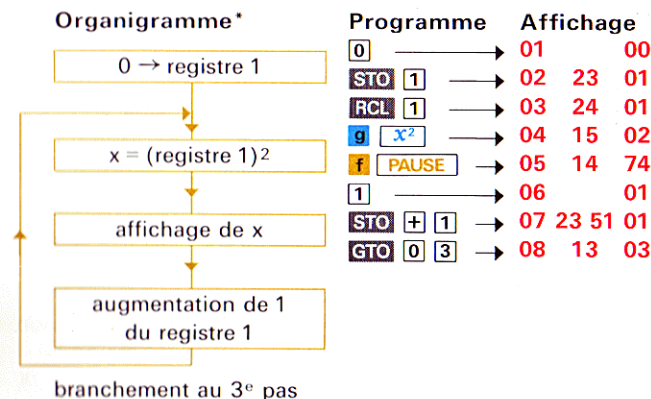 Organigramme*
0 → registre 1
x = (registre 1)²
affichage de x
augmentation de 1
du registre 1
branchement au 3ᵉ pas
Programme Affichage
0 → 01 00
STO 1 → 02 23 01
RCL 1 → 03 24 01
g x² → 04 15 02
f PAUSE → 05 14 74
1 → 06 01
STO + 1 → 07 23 51 01
GTO 0 3 → 08 13 03